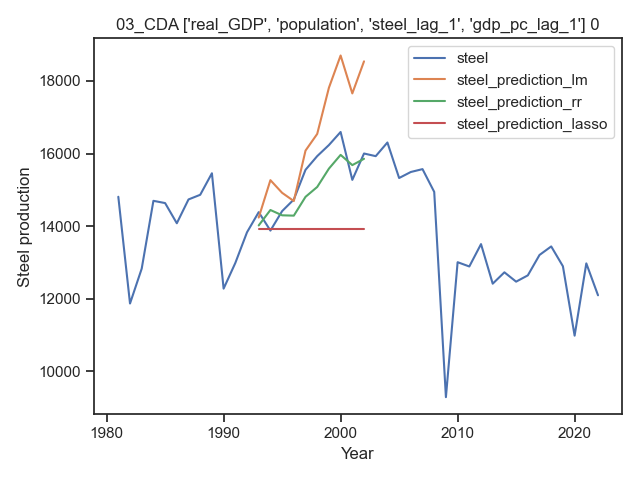 03_CDA ['real_GDP', 'population', 'steel_lag_1', 'gdp_pc_lag_1'] 0
steel
steel_prediction_lm
steel_prediction_rr
steel_prediction_lasso
Steel production
18000
16000
14000
12000
10000
1980
1990
2000
2010
2020
Year